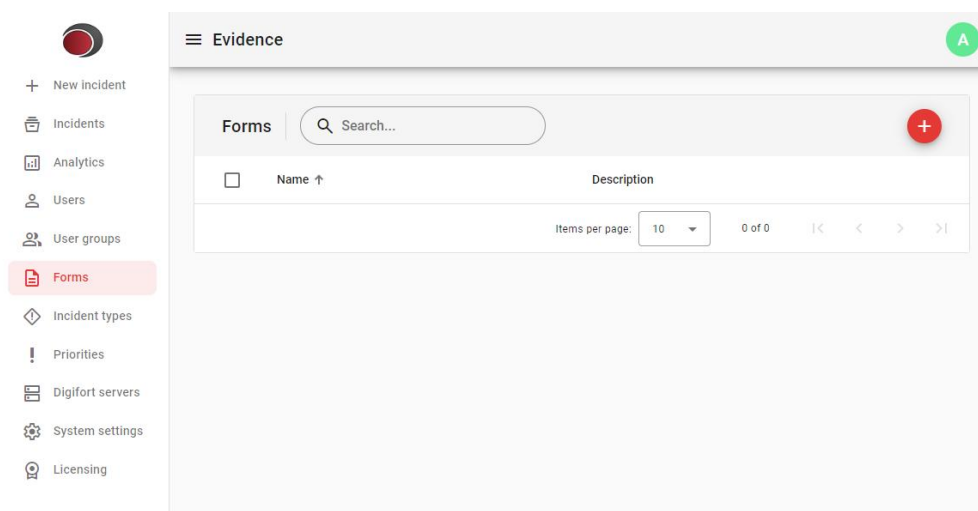 Evidence
A
New incident
Incidents
Analytics
Users
User groups
Forms
Incident types
Priorities
Digifort servers
System settings
Licensing
Forms
Search...
Name
Description
Items per page: 10 0 of 0